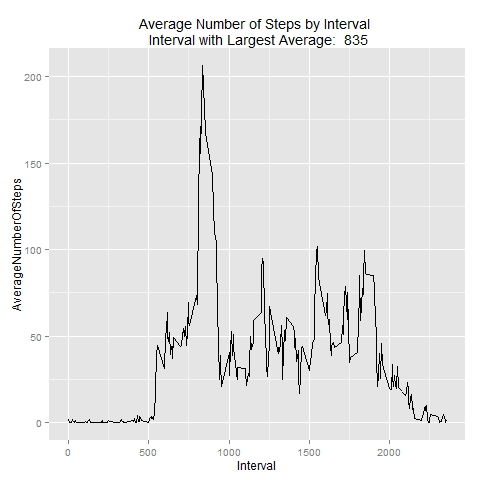 Average Number of Steps by Interval
Interval with Largest Average: 835
200
150
100
50
0
AverageNumberOfSteps
0 500 1000 1500 2000
Interval